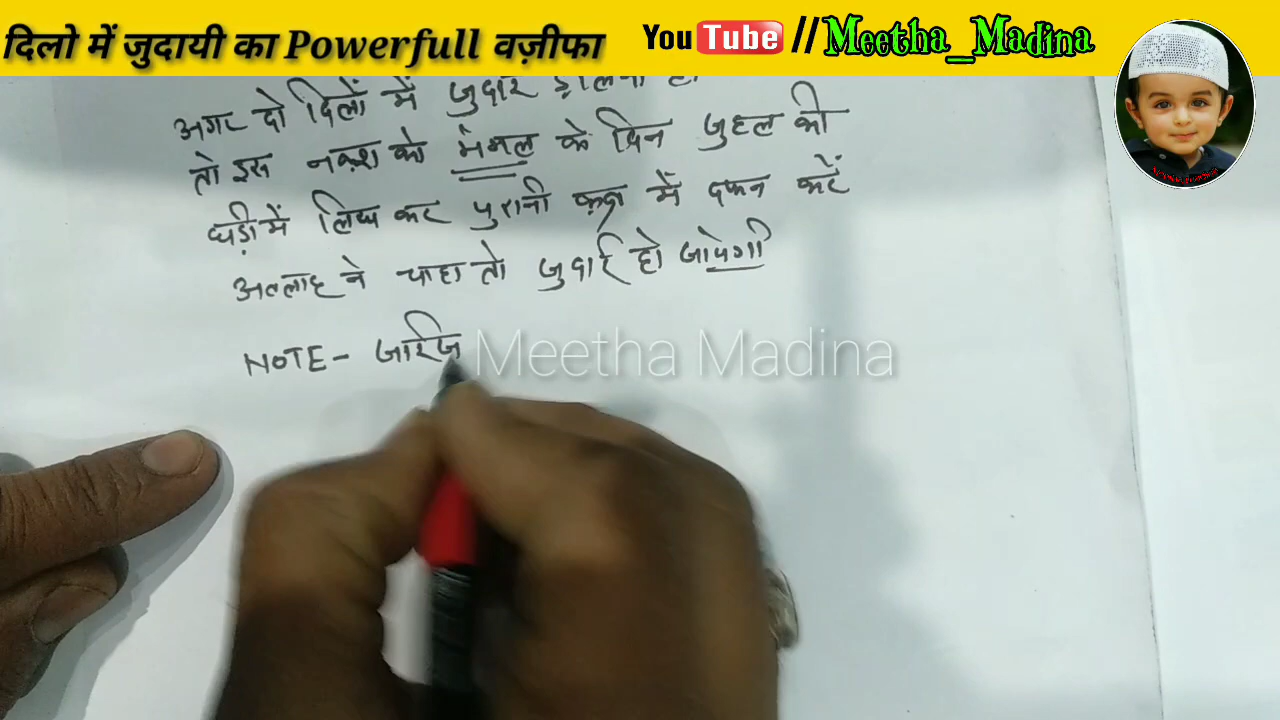 दिलो में जुदायी का Powerfull वज़ीफा
YouTube // Meetha_Madina
अगर दो दिलों में जुदाई डालनी हो
तो इस नक़्श को मंगल के दिन जुहल की
घड़ी में लिख कर पुरानी क़ब्र में दफन करें
अल्लाह ने चाहा तो जुदाई हो जायेगी
NOTE- जाइज
Meetha Madina